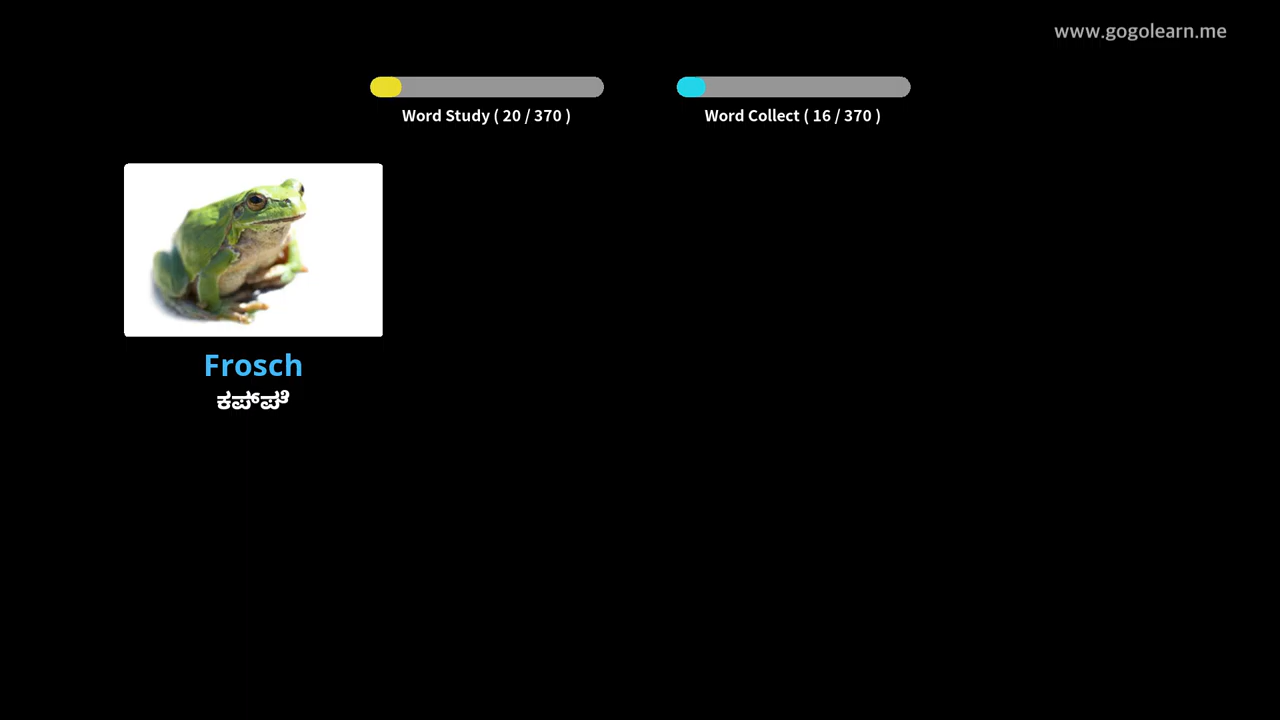 www.gogolearn.me
Word Study ( 20 / 370 )
Word Collect ( 16 / 370 )
Frosch
ಕಪ್ಪೆ